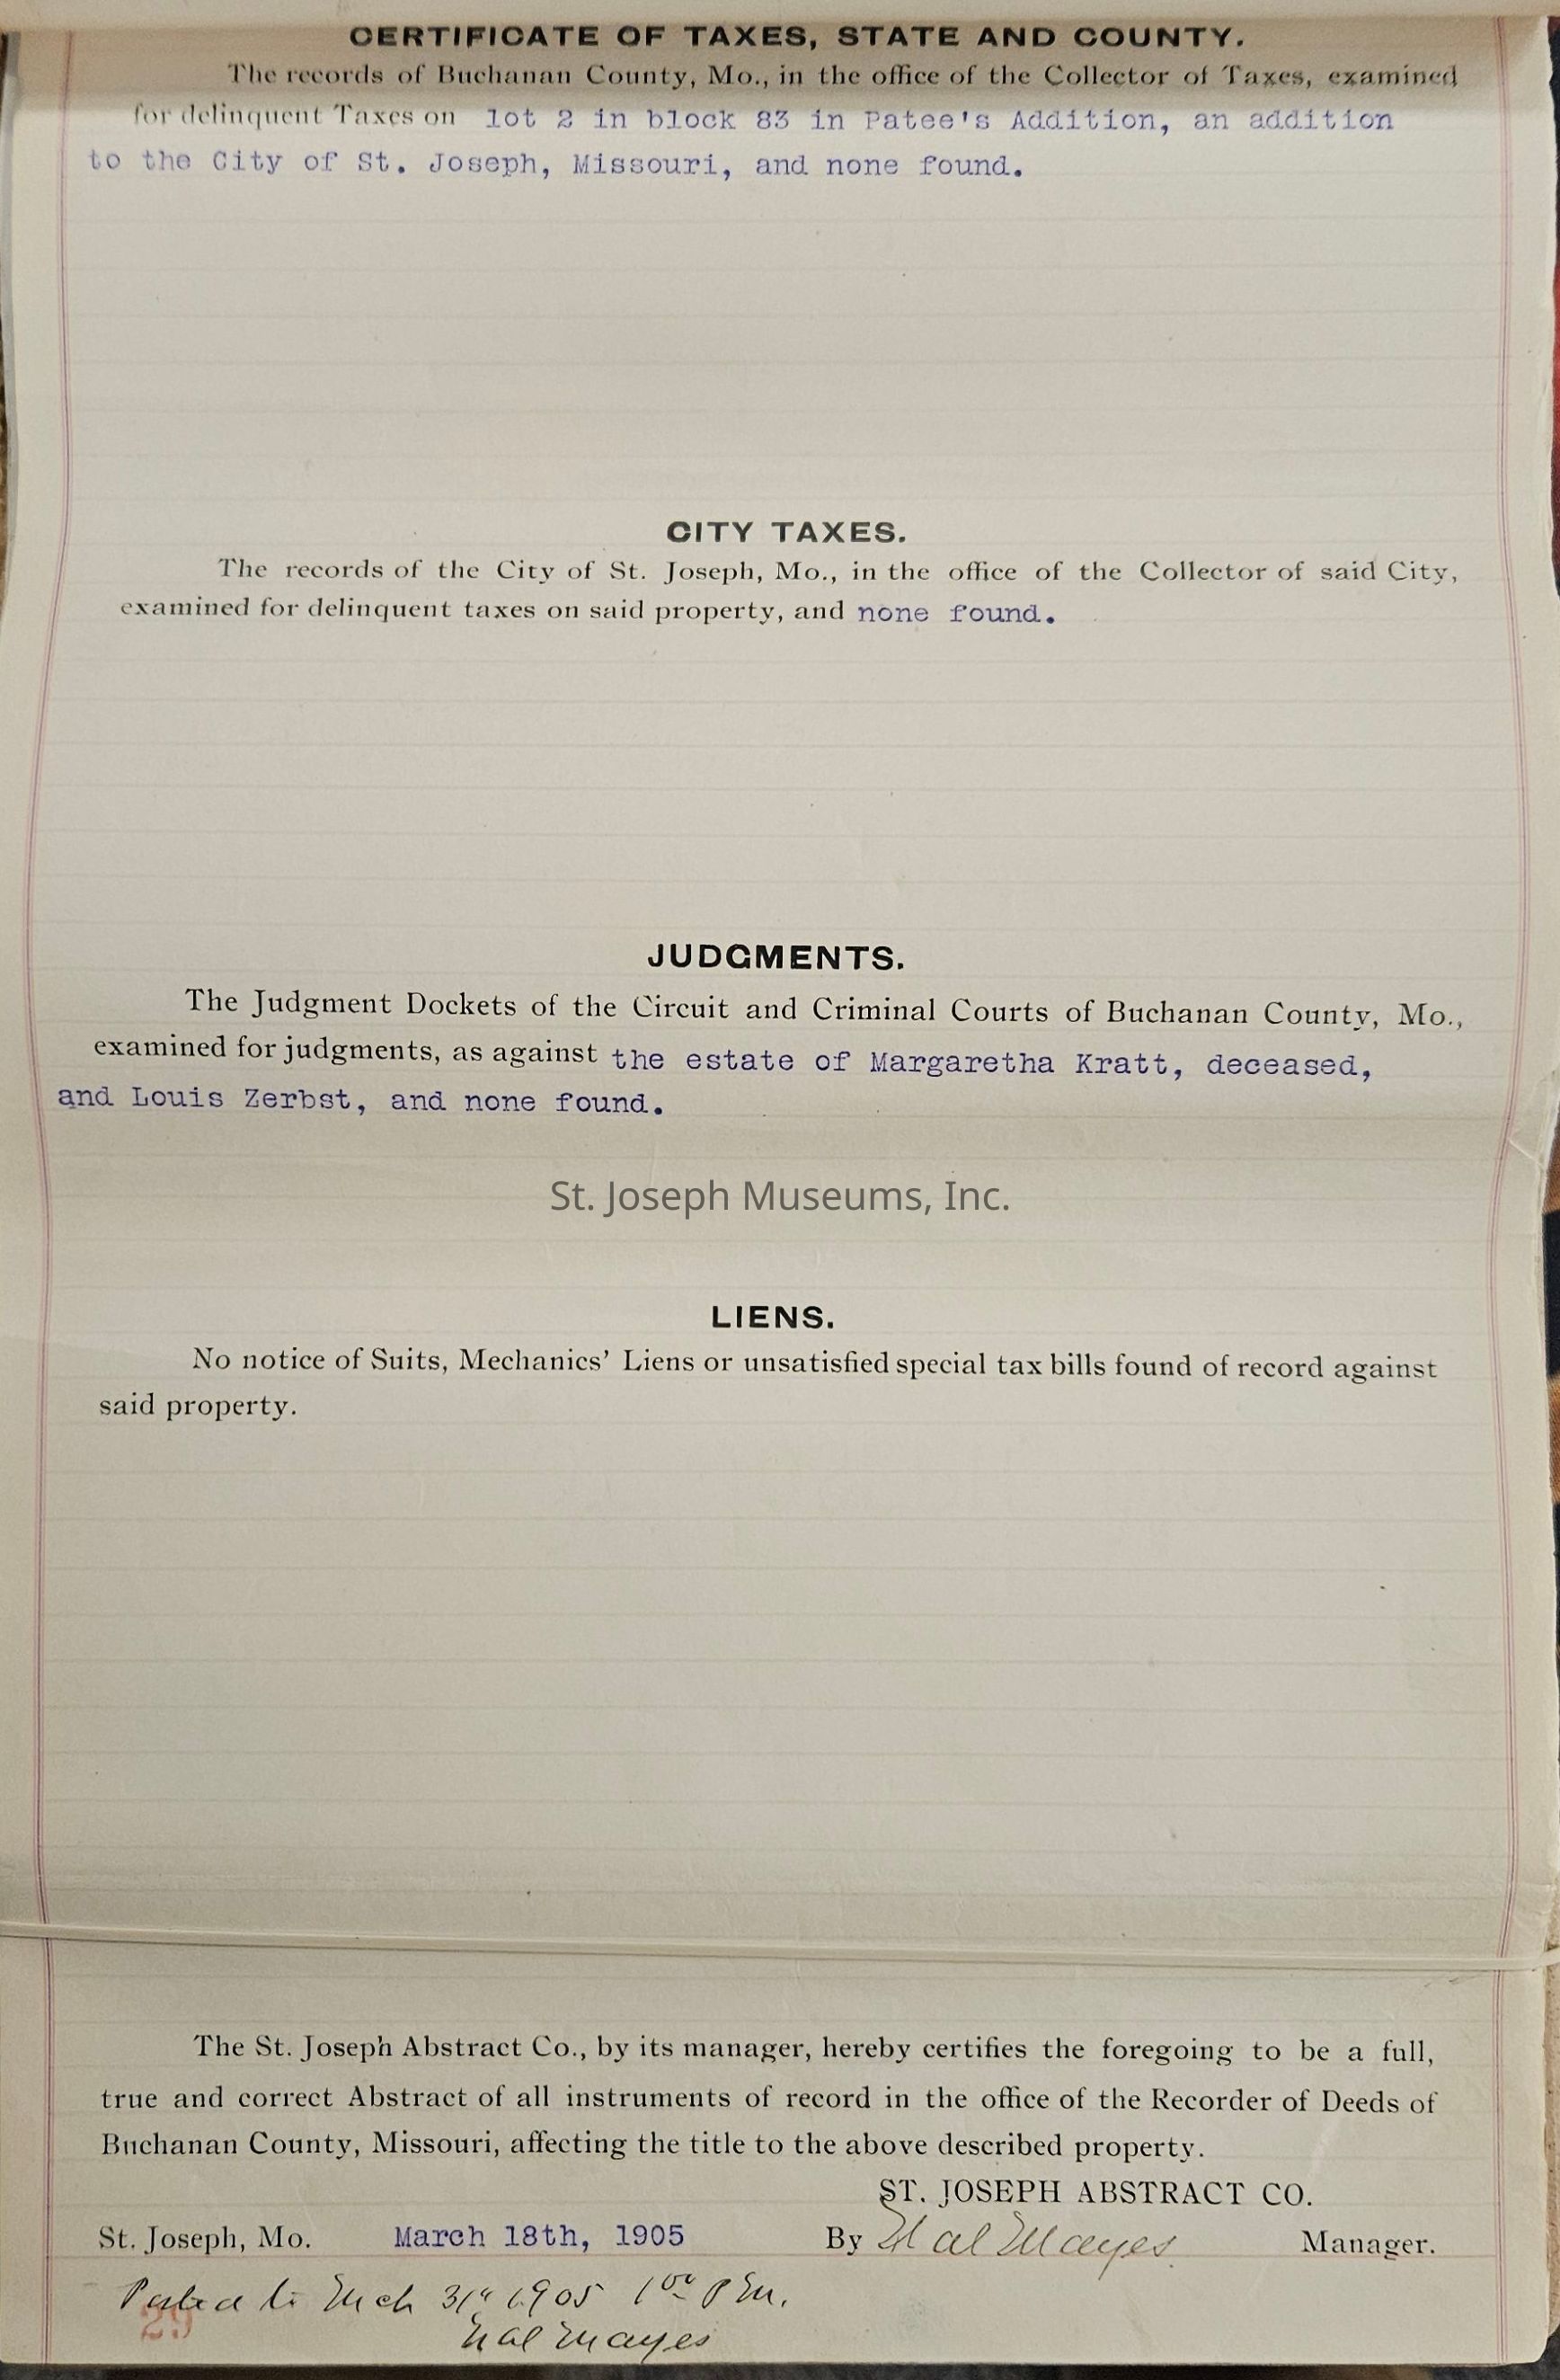 CERTIFICATE OF TAXES, STATE AND COUNTY.
The records of Buchanan County, Mo., in the office of the Collector of Taxes, examined
for delinquent Taxes on lot 2 in block 83 in Patee's Addition, an addition
to the City of St. Joseph, Missouri, and none found.
CITY TAXES.
The records of the City of St. Joseph, Mo., in the office of the Collector of said City,
examined for delinquent taxes on said property, and none found.
JUDGMENTS.
The Judgment Dockets of the Circuit and Criminal Courts of Buchanan County, Mo.,
examined for judgments, as against the estate of Margaretha Kratt, deceased,
and Louis Zerbst, and none found.
St. Joseph Museums, Inc.
LIENS.
No notice of Suits, Mechanics' Liens or unsatisfied special tax bills found of record against
said property.
The St. Joseph Abstract Co., by its manager, hereby certifies the foregoing to be a full,
true and correct Abstract of all instruments of record in the office of the Recorder of Deeds of
Buchanan County, Missouri, affecting the title to the above described property.
ST. JOSEPH ABSTRACT CO.
St. Joseph, Mo. March 18th, 1905 By Hal Mayes Manager.
Posted to Mch 31st 1905 1 00 P.M.
29
Hal Mayes